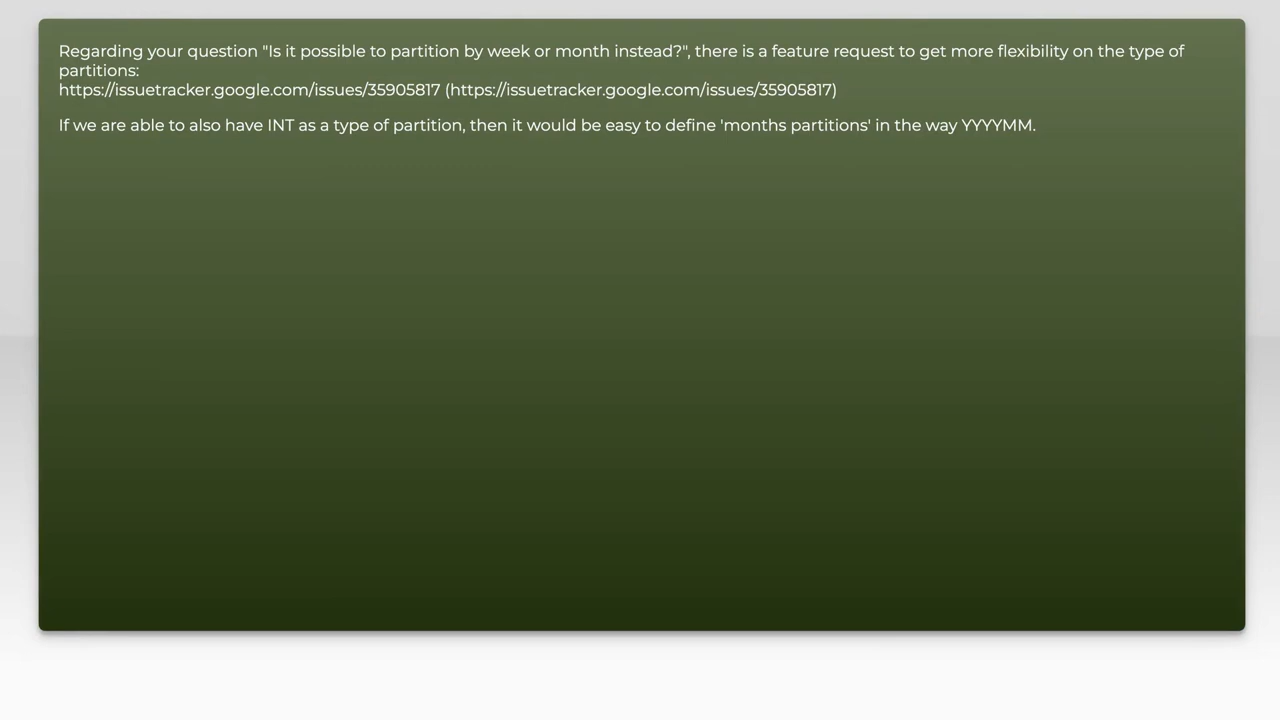 Regarding your question "Is it possible to partition by week or month instead?", there is a feature request to get more flexibility on the type of
partitions:
https://issuetracker.google.com/issues/35905817 (https://issuetracker.google.com/issues/35905817)
If we are able to also have INT as a type of partition, then it would be easy to define 'months partitions' in the way YYYYMM.